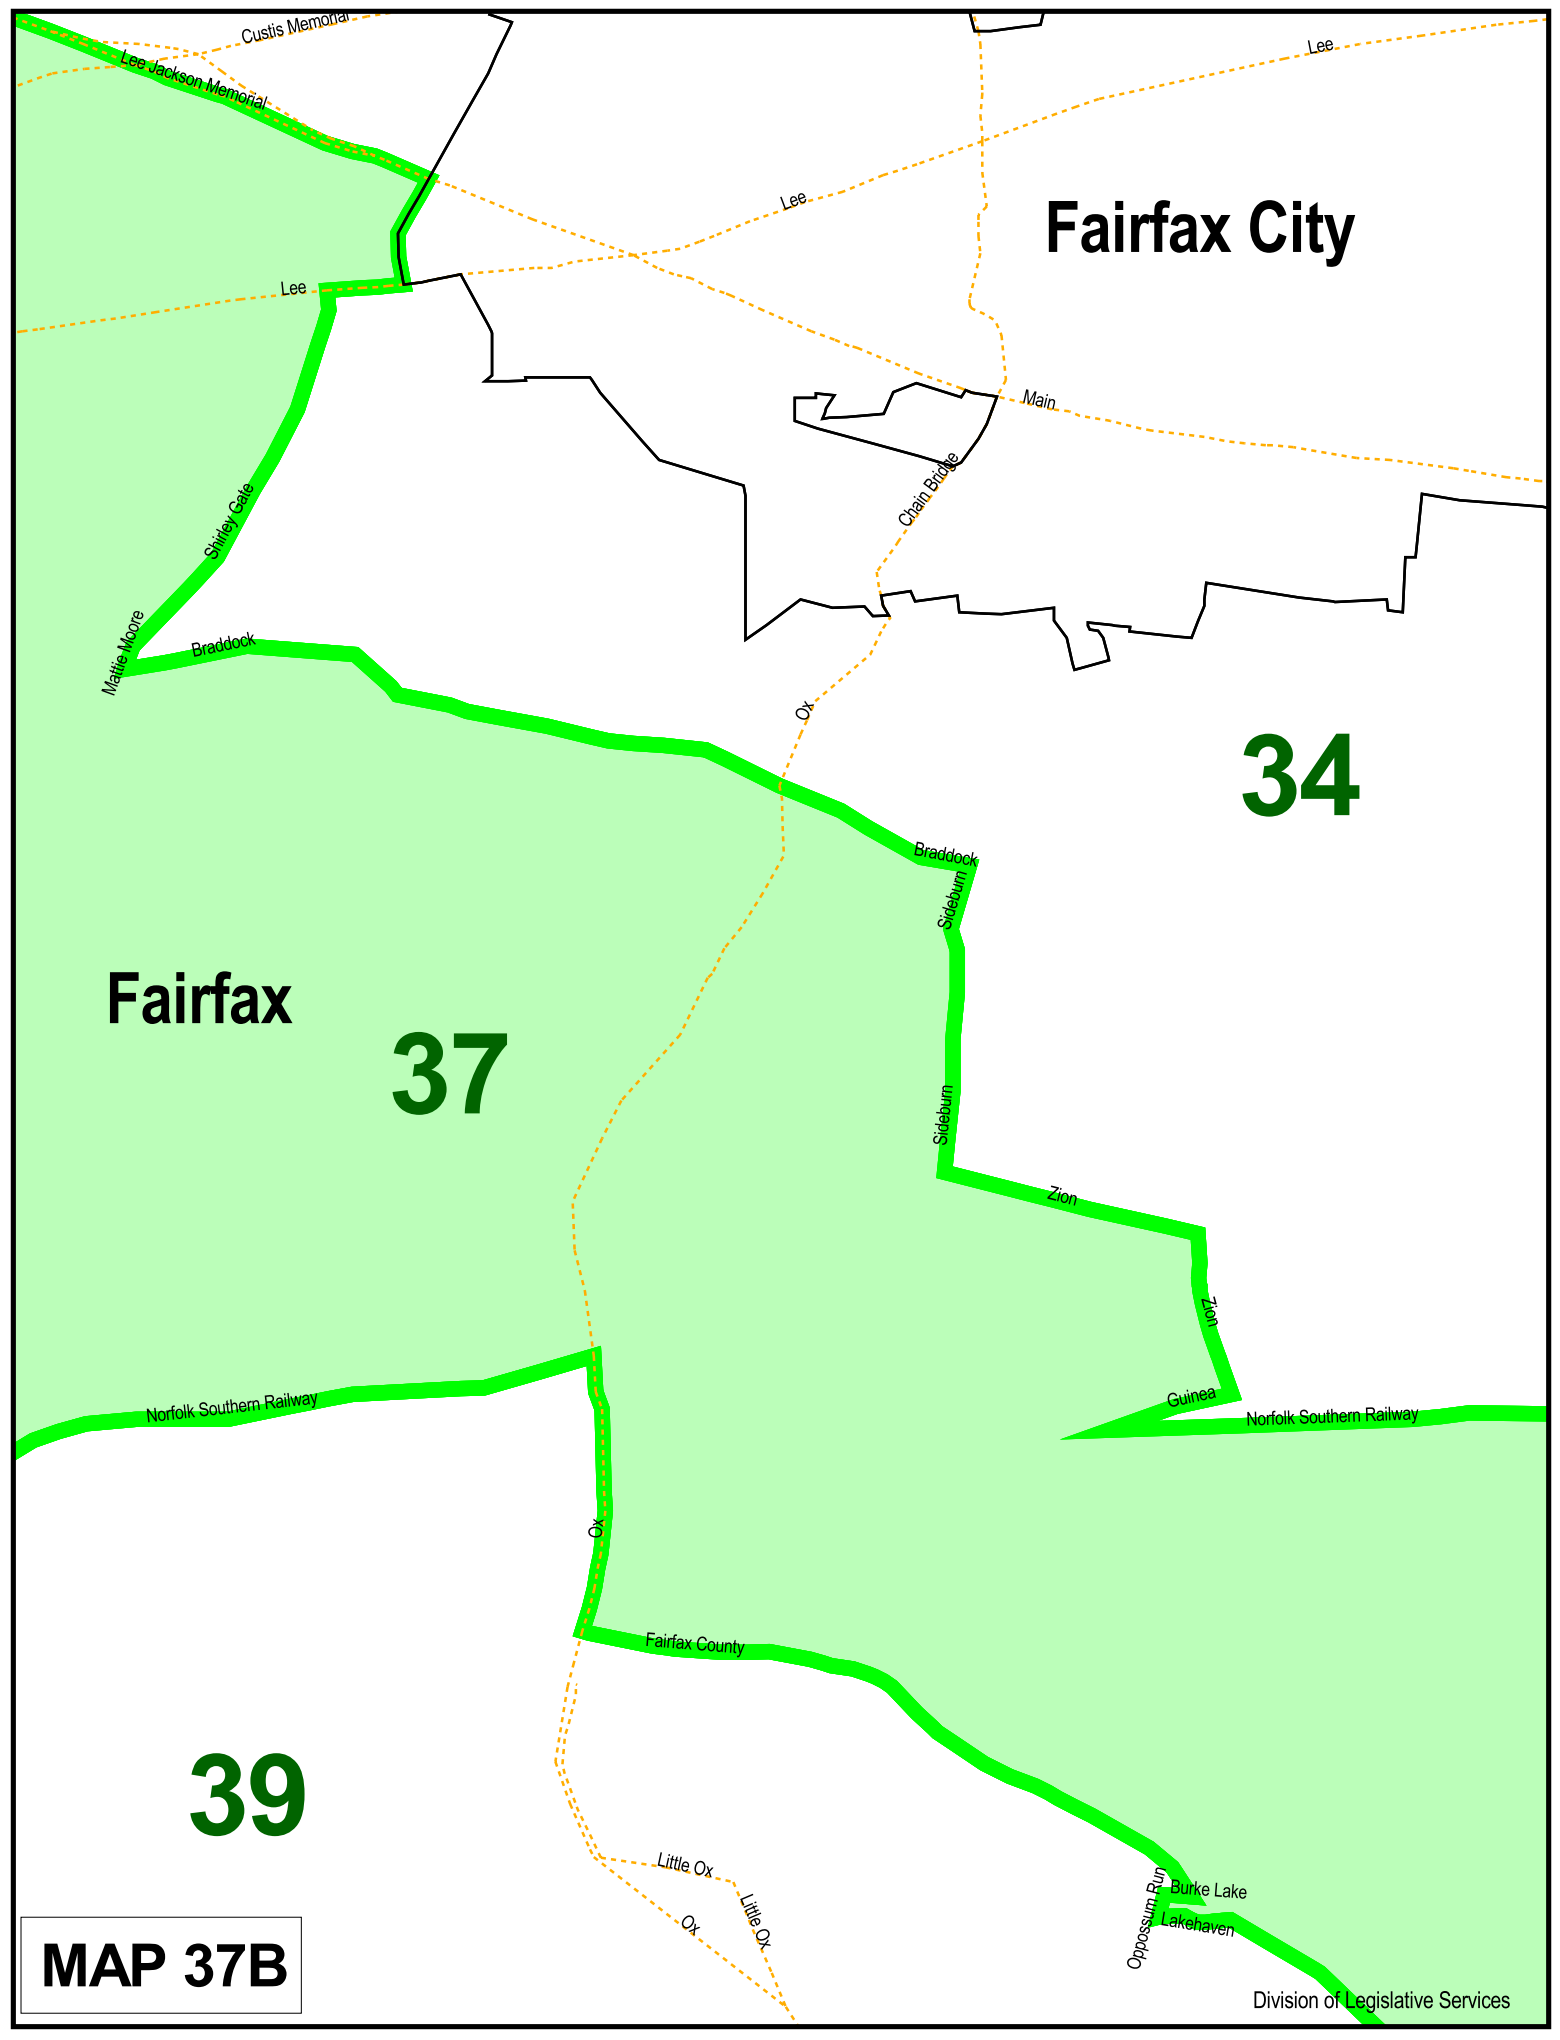 Custis Memorial
Lee
Lee Jackson Memorial
Lee
Fairfax City
Lee
Main
Chain Bridge
Shirley Gate
Mattie Moore
Braddock
Ox
34
Braddock
Sideburn
Fairfax
37
Sideburn
Zion
Zion
Guinea
Norfolk Southern Railway
Norfolk Southern Railway
Ox
Fairfax County
39
Little Ox
Little Ox
Ox
Burke Lake
Oppossum Run
Lakehaven
MAP 37B
Division of Legislative Services